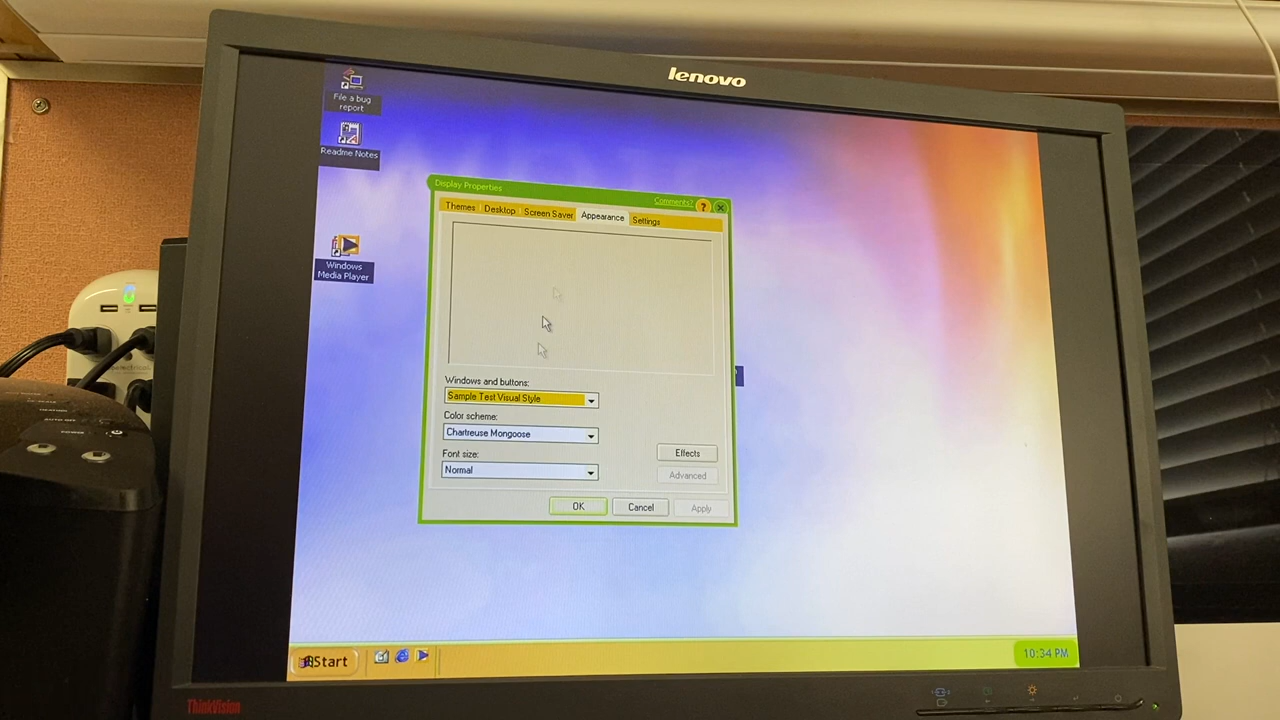 lenovo
File a bug
report
Readme Notes
Windows
Media Player
Display Properties
Comments?
?
Themes
Desktop
Screen Saver
Appearance
Settings
Windows and buttons:
Sample Test Visual Style
Color scheme:
Chartreuse Mongoose
Font size:
Normal
Effects
Advanced
OK
Cancel
Apply
Start
10:34 PM
ThinkVision